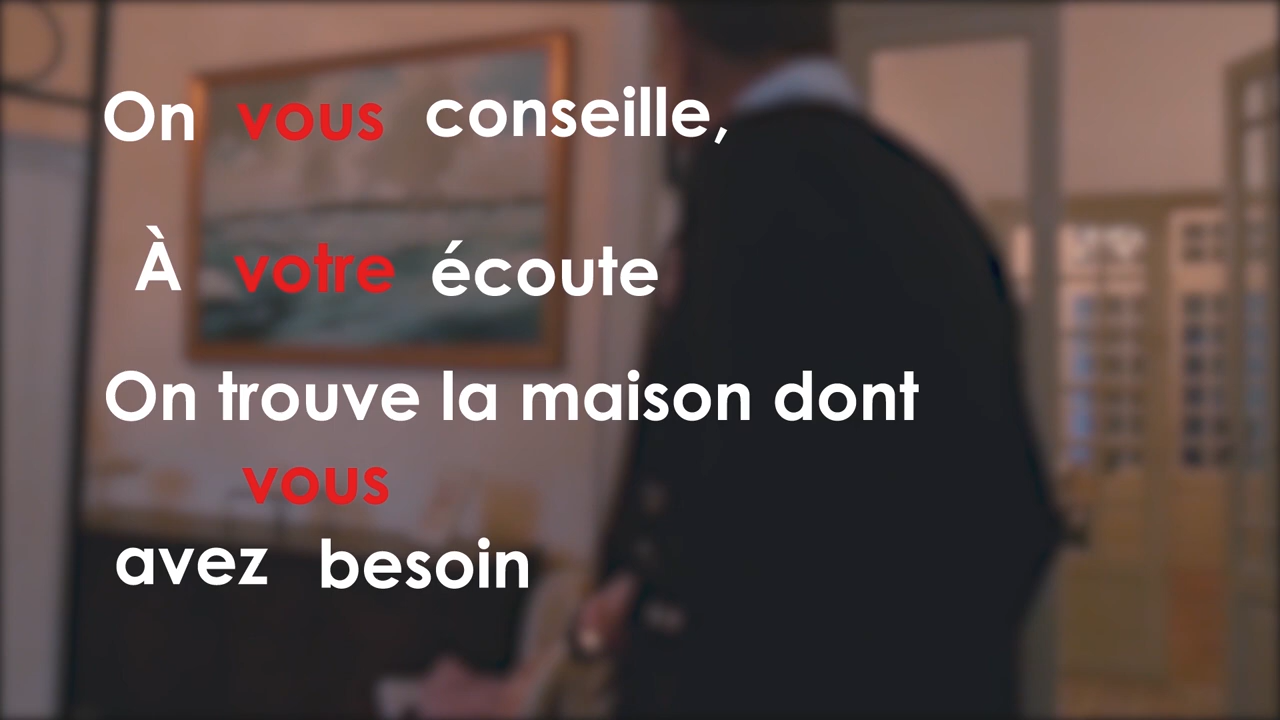 On vous conseille,
À votre écoute
On trouve la maison dont
vous
avez besoin